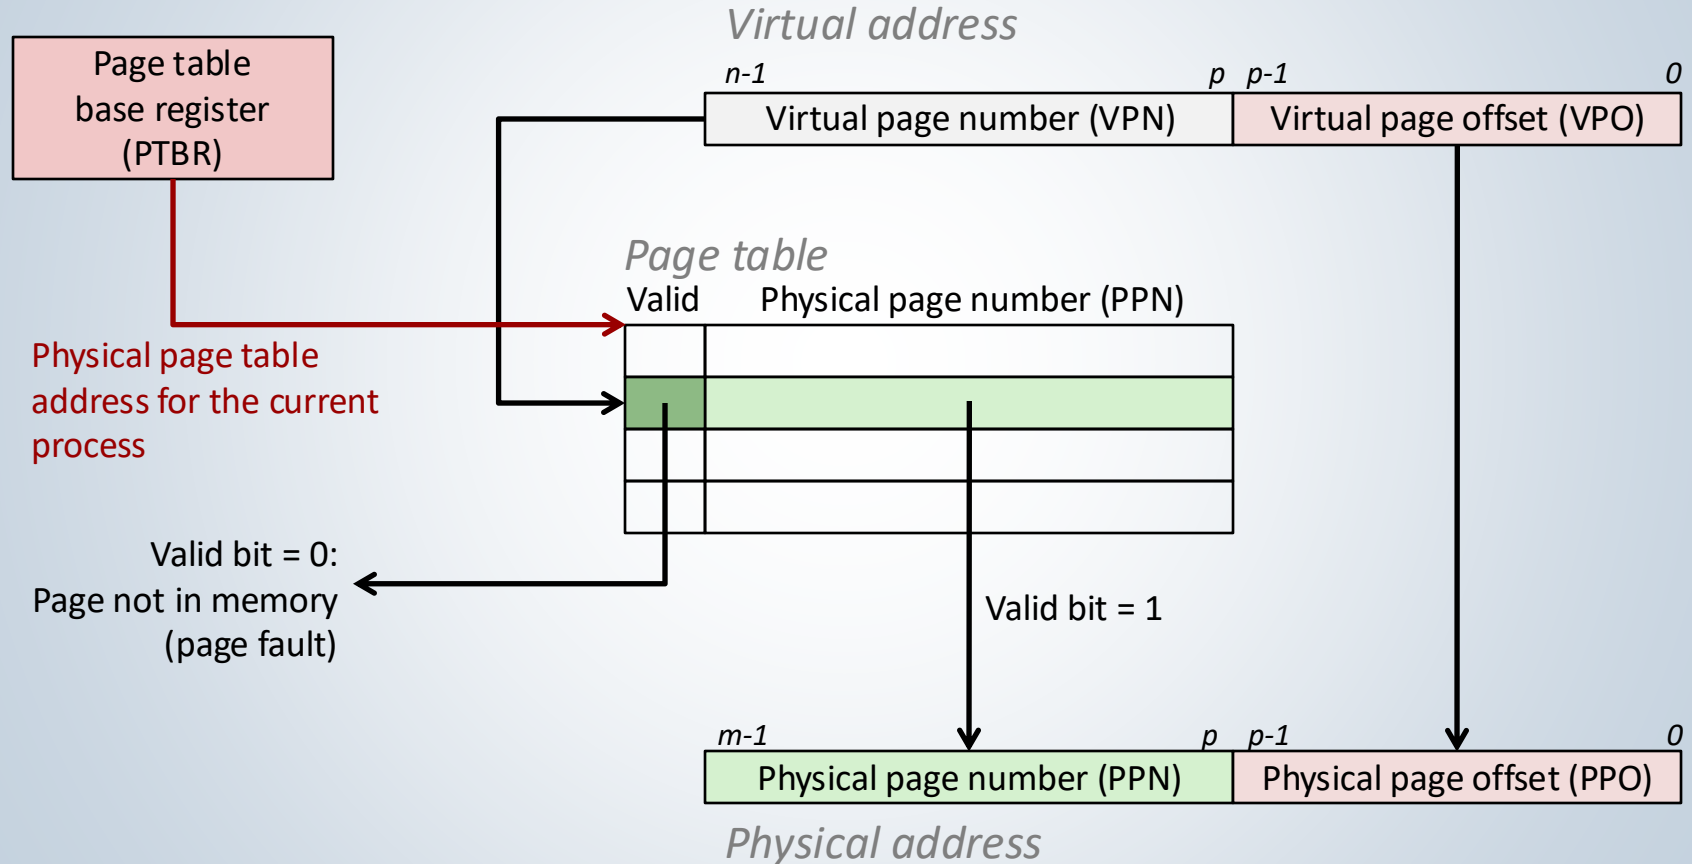 Virtual address
Page table
base register
(PTBR)
n-1 p p-1 0
Virtual page number (VPN) Virtual page offset (VPO)
Page table
Valid Physical page number (PPN)
Physical page table
address for the current
process
Valid bit = 0:
Page not in memory
(page fault)
Valid bit = 1
m-1 p p-1 0
Physical page number (PPN) Physical page offset (PPO)
Physical address